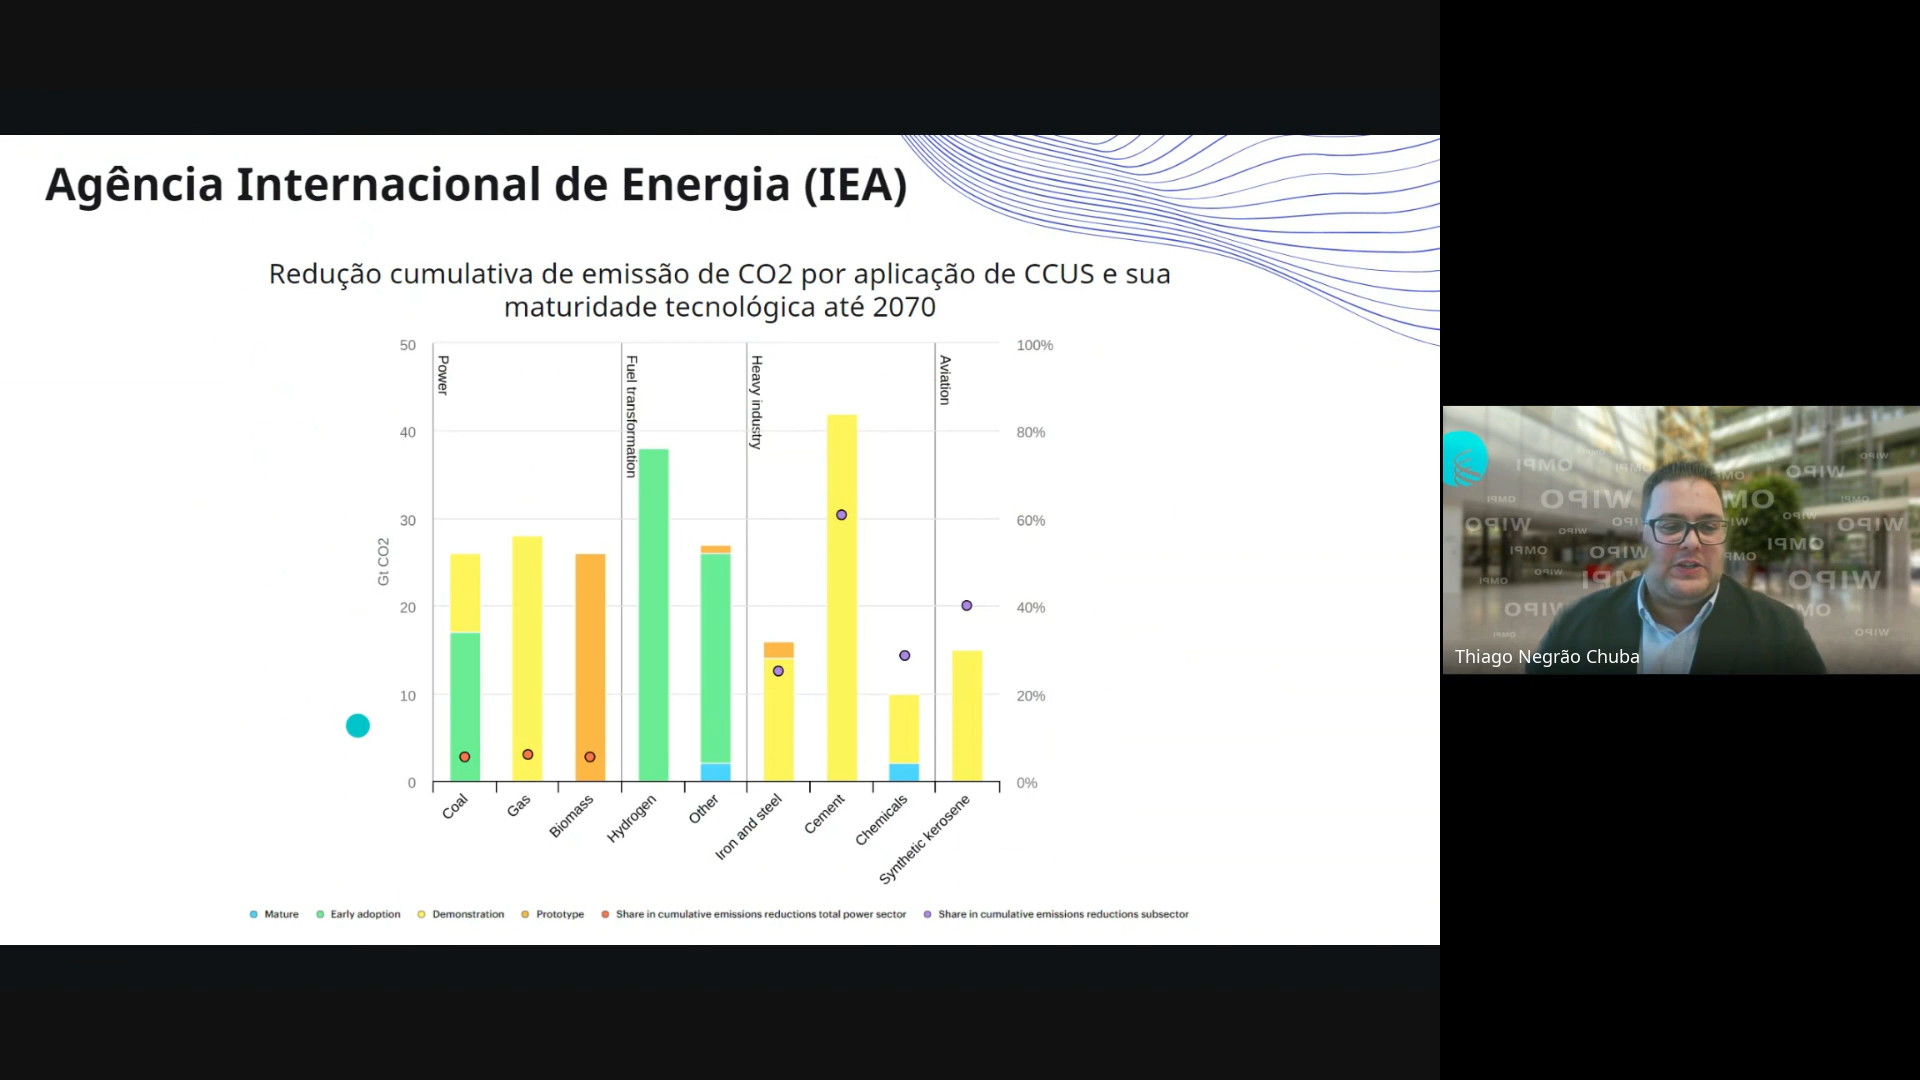 Agência Internacional de Energia (IEA)
Redução cumulativa de emissão de CO2 por aplicação de CCUS e sua
maturidade tecnológica até 2070
50
40
30
20
10
0
Gt CO2
100%
80%
60%
40%
20%
0%
Power
Fuel transformation
Heavy industry
Aviation
Coal
Gas
Biomass
Hydrogen
Other
Iron and steel
Cement
Chemicals
Synthetic kerosene
Mature
Early adoption
Demonstration
Prototype
Share in cumulative emissions reductions total power sector
Share in cumulative emissions reductions subsector
WIPO
OMPI
Thiago Negrão Chuba